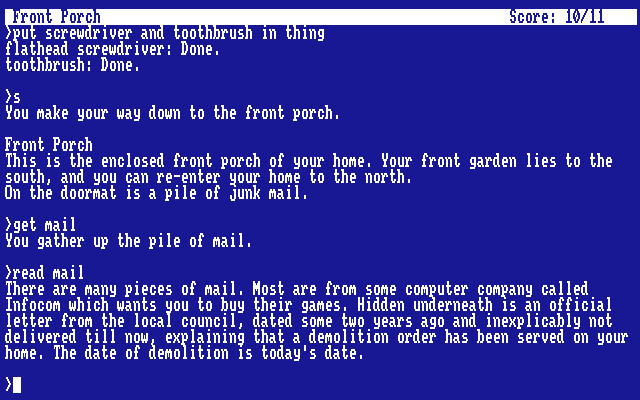 Front Porch Score: 10/11
>put screwdriver and toothbrush in thing
flathead screwdriver: Done.
toothbrush: Done.
>s
You make your way down to the front porch.
Front Porch
This is the enclosed front porch of your home. Your front garden lies to the
south, and you can re-enter your home to the north.
On the doormat is a pile of junk mail.
>get mail
You gather up the pile of mail.
>read mail
There are many pieces of mail. Most are from some computer company called
Infocom which wants you to buy their games. Hidden underneath is an official
letter from the local council, dated some two years ago and inexplicably not
delivered till now, explaining that a demolition order has been served on your
home. The date of demolition is today's date.
>